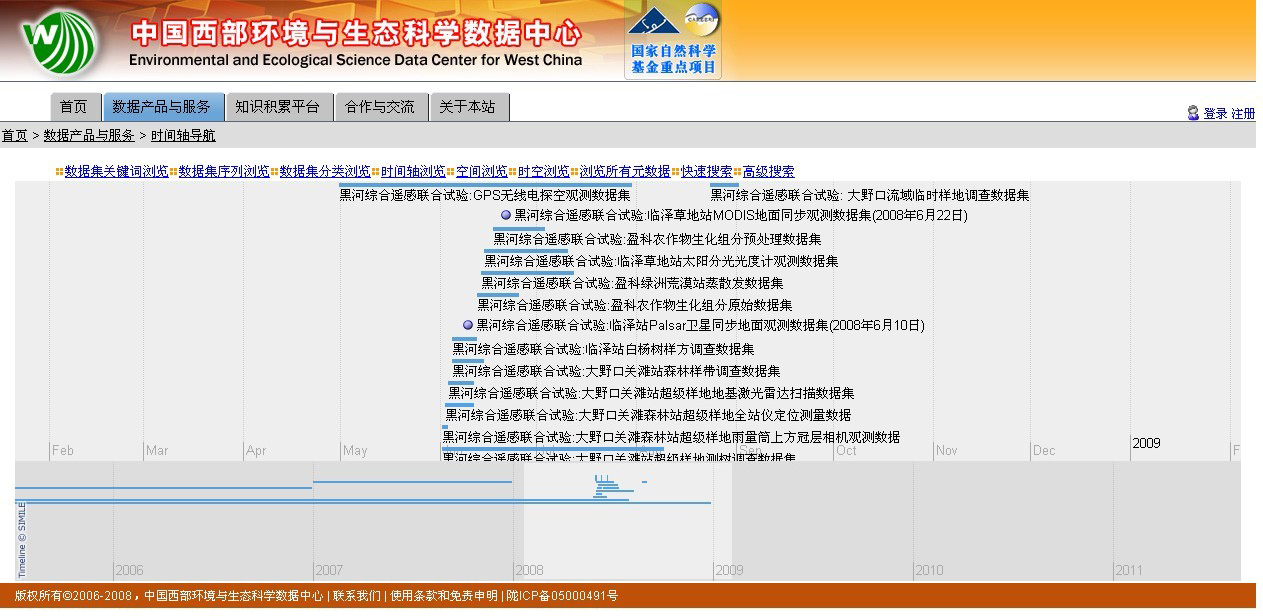 中国西部环境与生态科学数据中心
Environmental and Ecological Science Data Center for West China
W
CAREERI
国家自然科学
基金重点项目
首页 数据产品与服务 知识积累平台 合作与交流 关于本站
登录 注册
首页 > 数据产品与服务 > 时间轴导航
数据集关键词浏览 数据集序列浏览 数据集分类浏览 时间轴浏览 空间浏览 时空浏览 浏览所有元数据 快速搜索 高级搜索
黑河综合遥感联合试验:GPS无线电探空观测数据集 黑河综合遥感联合试验: 大野口流域临时样地调查数据集
黑河综合遥感联合试验:临泽草地站MODIS地面同步观测数据集(2008年6月22日)
黑河综合遥感联合试验:盈科农作物生化组分预处理数据集
黑河综合遥感联合试验:临泽草地站太阳分光光度计观测数据集
黑河综合遥感联合试验:盈科绿洲荒漠站蒸散发数据集
黑河综合遥感联合试验:盈科农作物生化组分原始数据集
黑河综合遥感联合试验:临泽站Palsar卫星同步地面观测数据集(2008年6月10日)
黑河综合遥感联合试验:临泽站白杨树样方调查数据集
黑河综合遥感联合试验:大野口关滩站森林样带调查数据集
黑河综合遥感联合试验:大野口关滩站超级样地地基激光雷达扫描数据集
黑河综合遥感联合试验:大野口关滩森林站超级样地全站仪定位测量数据
黑河综合遥感联合试验:大野口关滩森林站超级样地雨量筒上方冠层相机观测数据
黑河综合遥感联合试验:大野口关滩站超级样地测树调查数据集
Feb Mar Apr May Sep Oct Nov Dec 2009 F
Timeline © SIMILE
2006 2007 2008 2009 2010 2011
版权所有©2006-2008，中国西部环境与生态科学数据中心 | 联系我们 | 使用条款和免责申明 | 陇ICP备05000491号